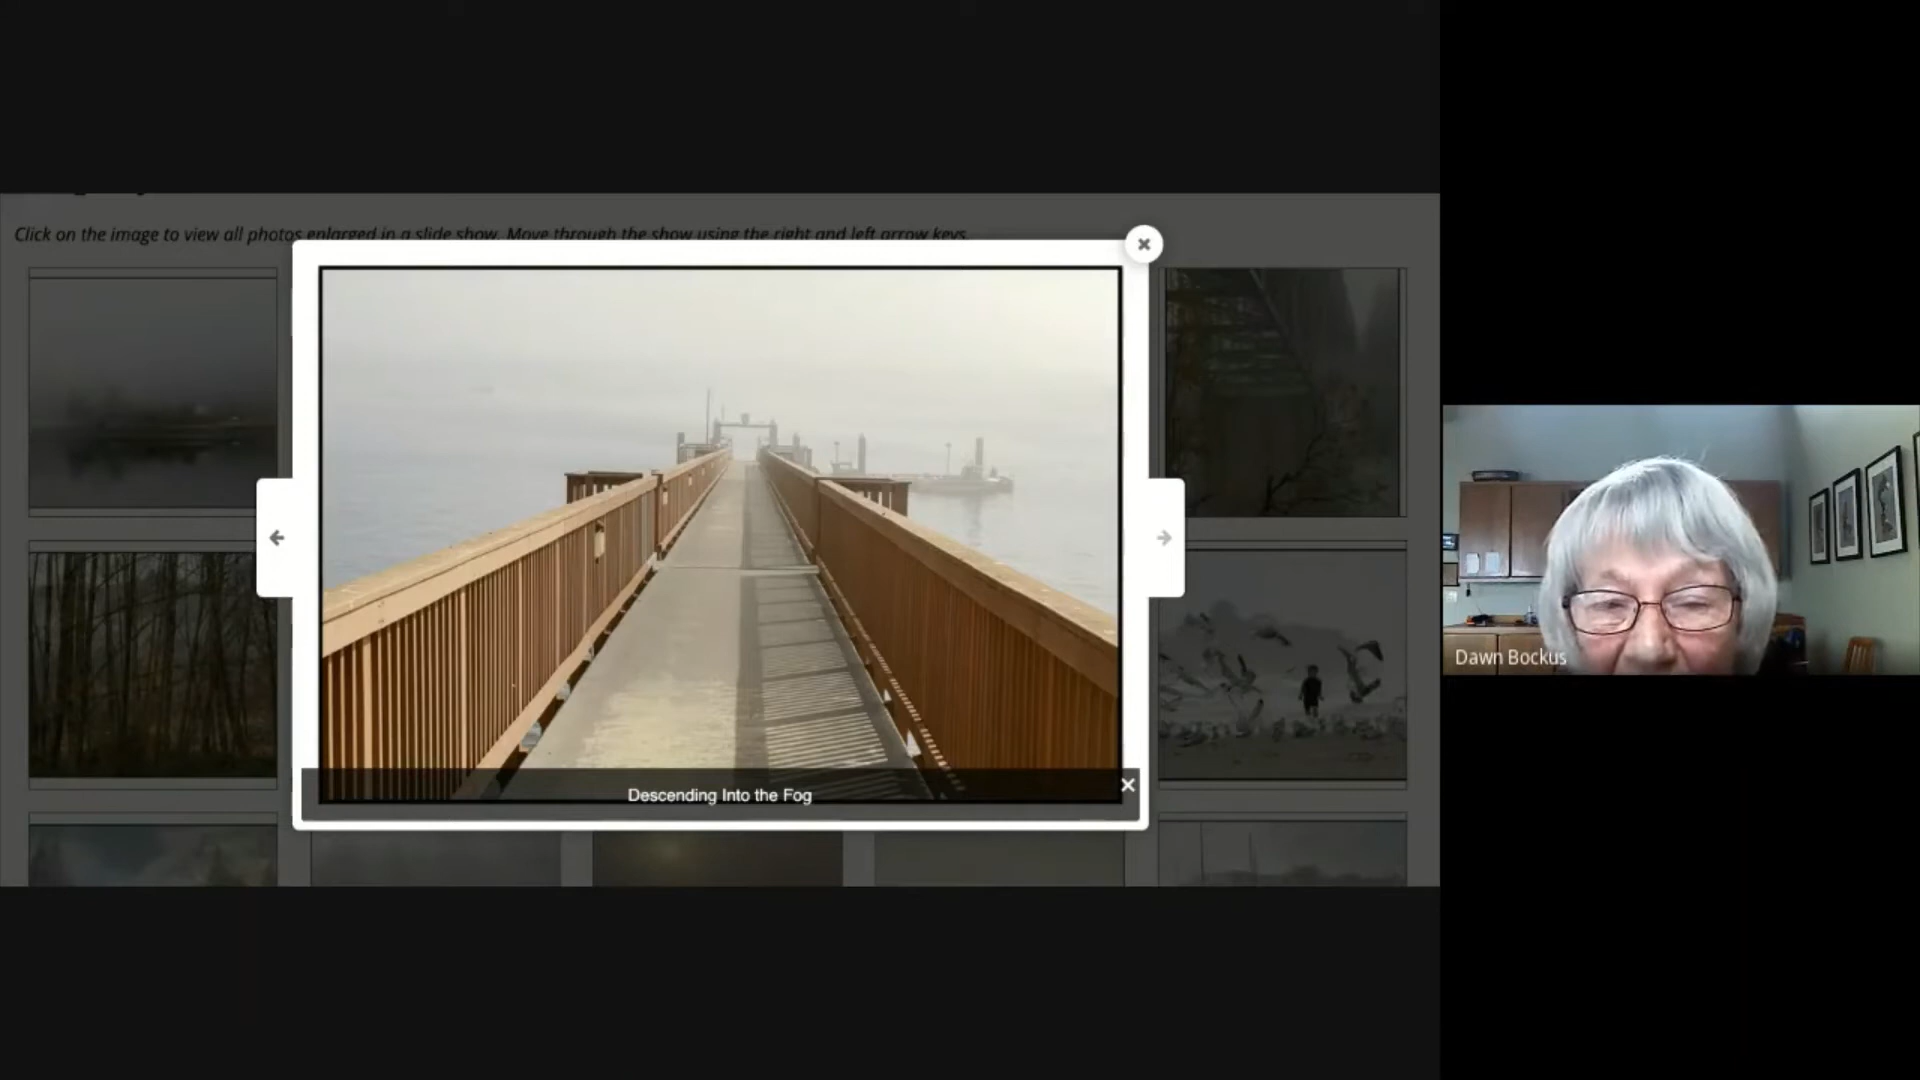 Click on the image to view all photos enlarged in a slide show. Move through the show using the right and left arrow keys.
Descending Into the Fog
Dawn Bockus